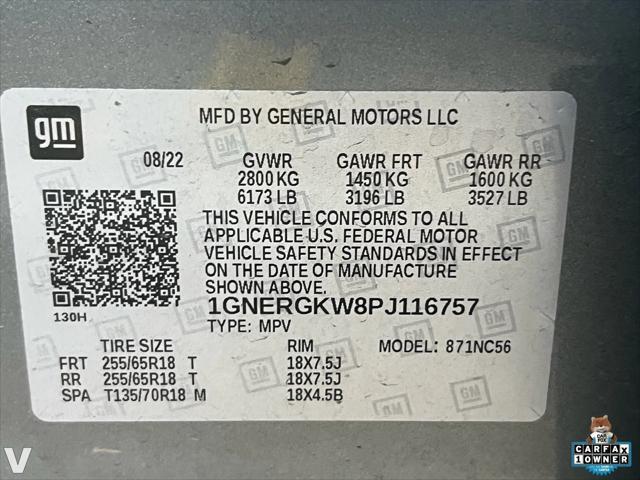 gm
MFD BY GENERAL MOTORS LLC
08/22 GVWR GAWR FRT GAWR RR
2800 KG 1450 KG 1600 KG
6173 LB 3196 LB 3527 LB
THIS VEHICLE CONFORMS TO ALL
APPLICABLE U.S. FEDERAL MOTOR
VEHICLE SAFETY STANDARDS IN EFFECT
ON THE DATE OF MANUFACTURE
SHOWN ABOVE.
130H 1GNERGKW8PJ116757
TYPE: MPV
TIRE SIZE RIM MODEL: 871NC56
FRT 255/65R18 T 18X7.5J
RR 255/65R18 T 18X7.5J
SPA T135/70R18 M 18X4.5B
V
CARFAX
1 OWNER